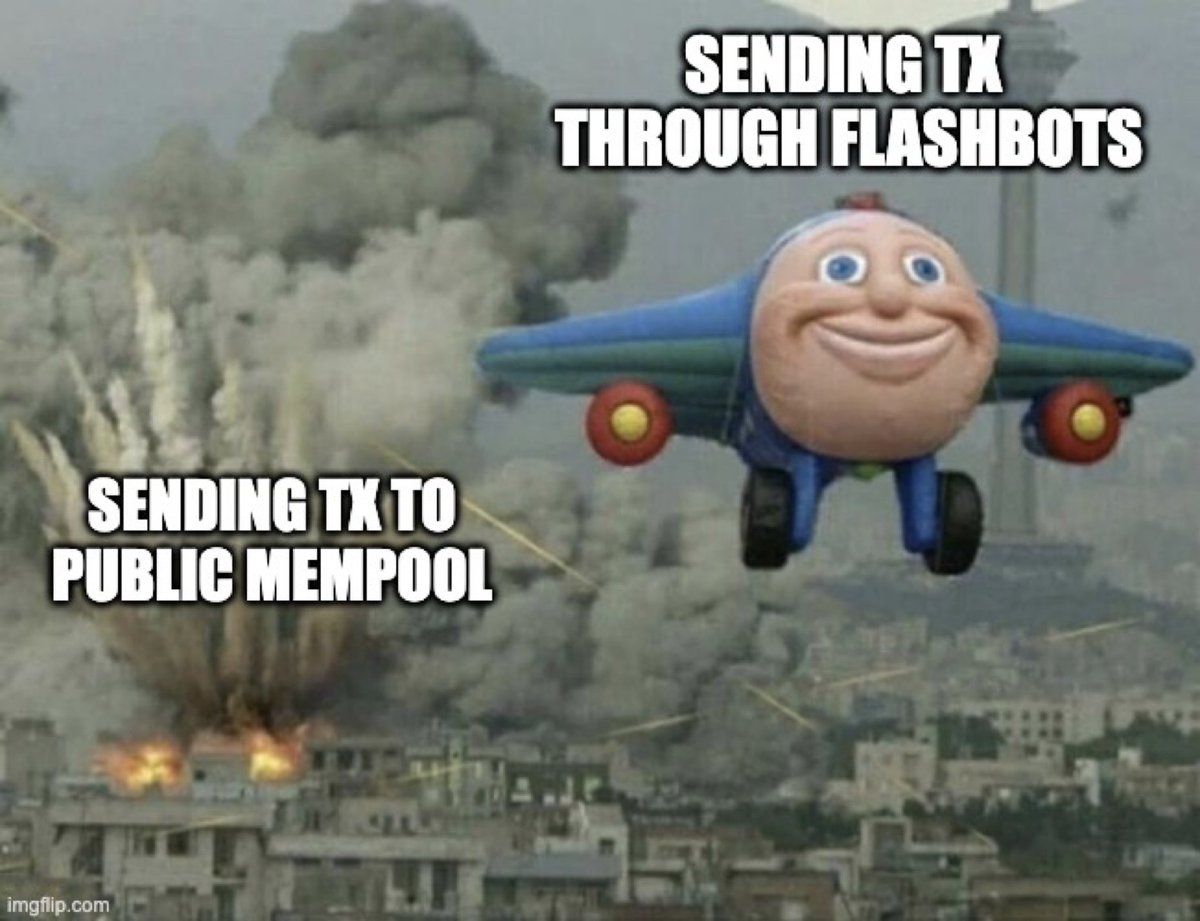 SENDING TX
THROUGH FLASHBOTS
SENDING TX TO
PUBLIC MEMPOOL
imgflip.com